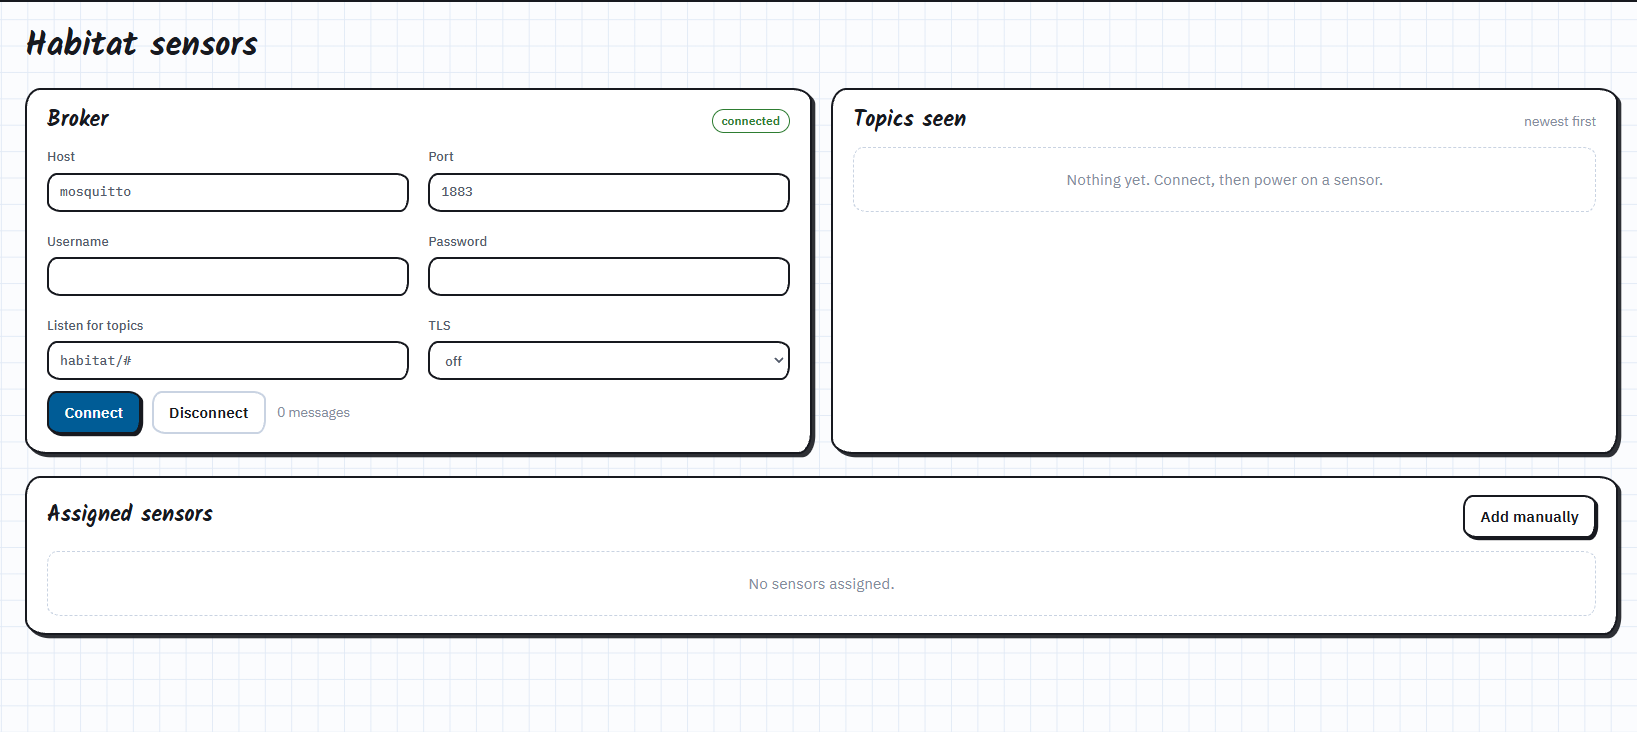 Habitat sensors
Broker
connected
Host
Port
mosquitto
1883
Username
Password
Listen for topics
TLS
habitat/#
off
Connect
Disconnect
0 messages
Topics seen
newest first
Nothing yet. Connect, then power on a sensor.
Assigned sensors
Add manually
No sensors assigned.